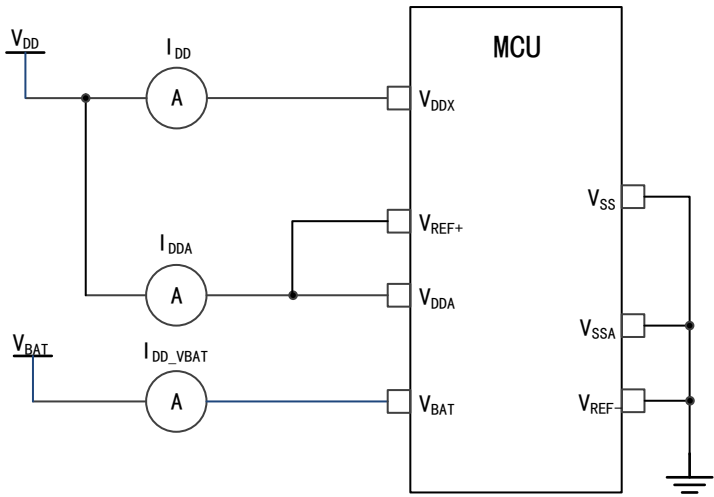 V_DD
I_DD
MCU
A
V_DDX
V_SS
V_REF+
I_DDA
A
V_DDA
V_SSA
V_BAT
I_DD_VBAT
A
V_BAT
V_REF-